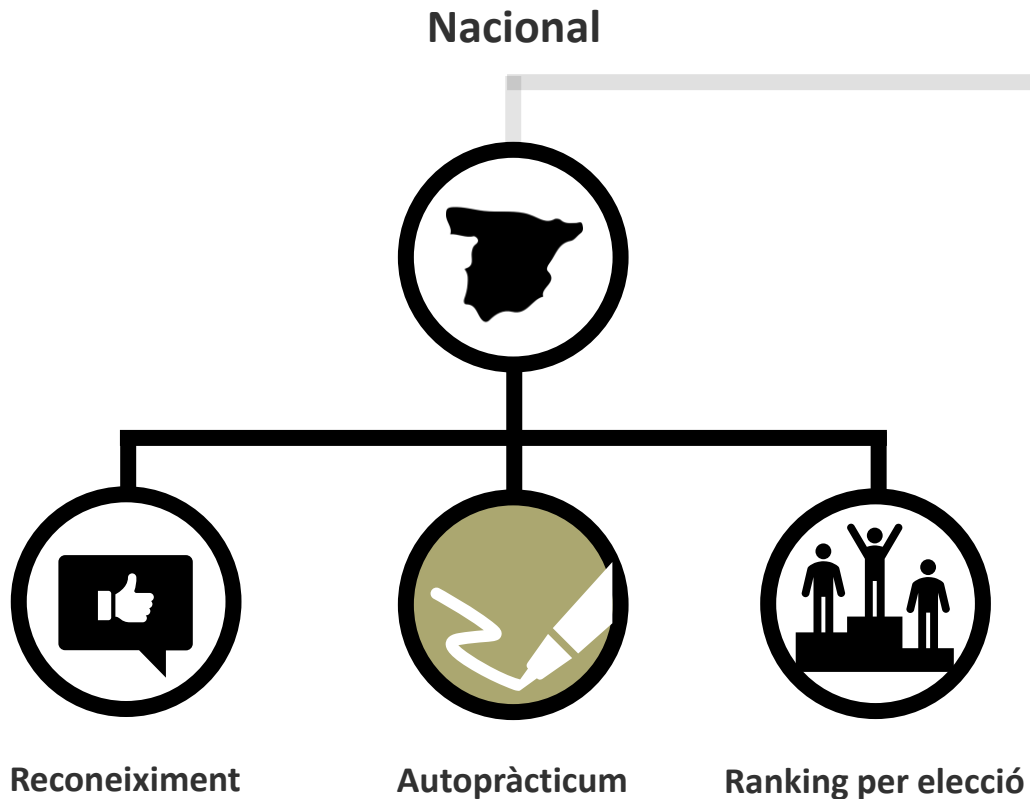 Nacional
Reconeiximent
Autopràcticum
Ranking per elecció